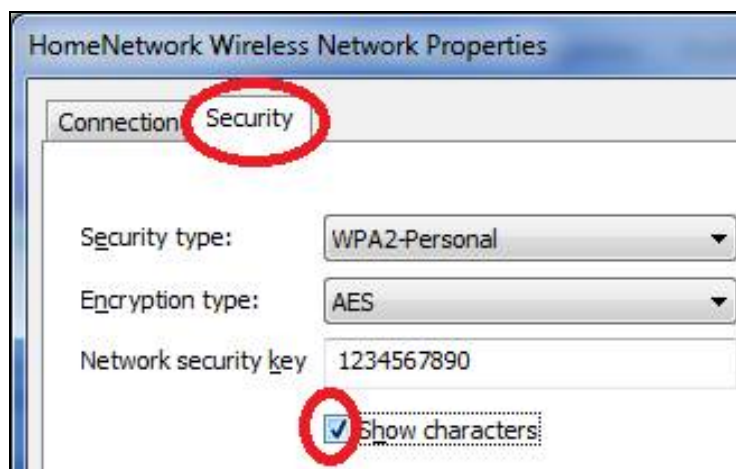 HomeNetwork Wireless Network Properties
Connection Security
Security type: WPA2-Personal
Encryption type: AES
Network security key 1234567890
Show characters